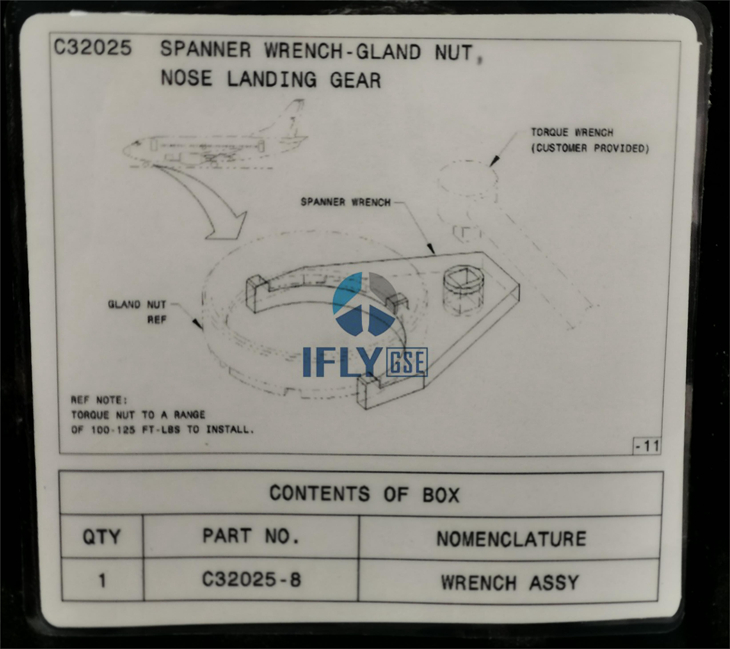 C32025 SPANNER WRENCH-GLAND NUT,
NOSE LANDING GEAR
TORQUE WRENCH
(CUSTOMER PROVIDED)
SPANNER WRENCH
GLAND NUT
REF
IFLY GSE
REF NOTE:
TORQUE NUT TO A RANGE
OF 100-125 FT-LBS TO INSTALL.
-11
CONTENTS OF BOX
QTY PART NO. NOMENCLATURE
1 C32025-8 WRENCH ASSY